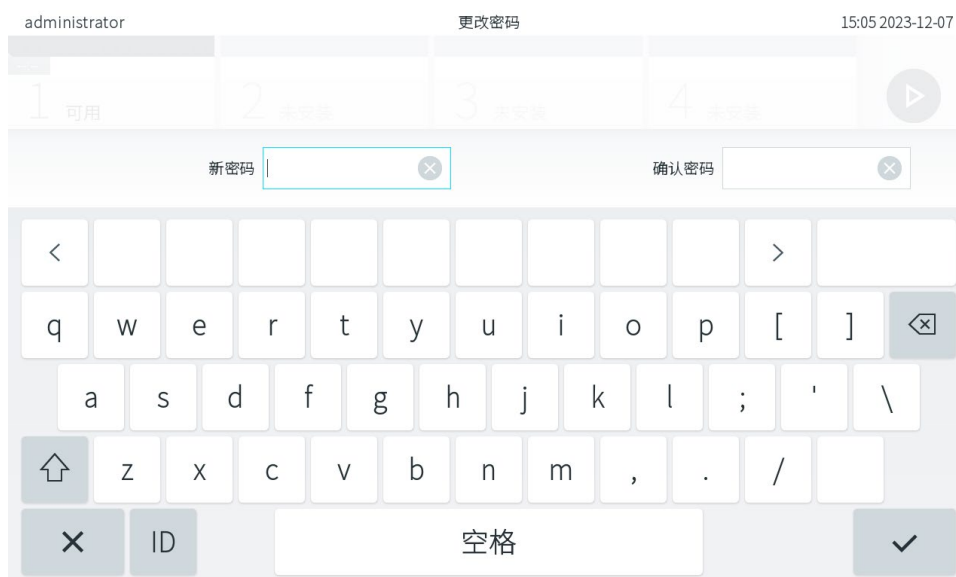 administrator 更改密码 15:05 2023-12-07
1 可用 2 未安装 3 未安装 4 未安装
新密码 确认密码
< >
q w e r t y u i o p [ ]
a s d f g h j k l ; ' \
z x c v b n m , . /
ID 空格